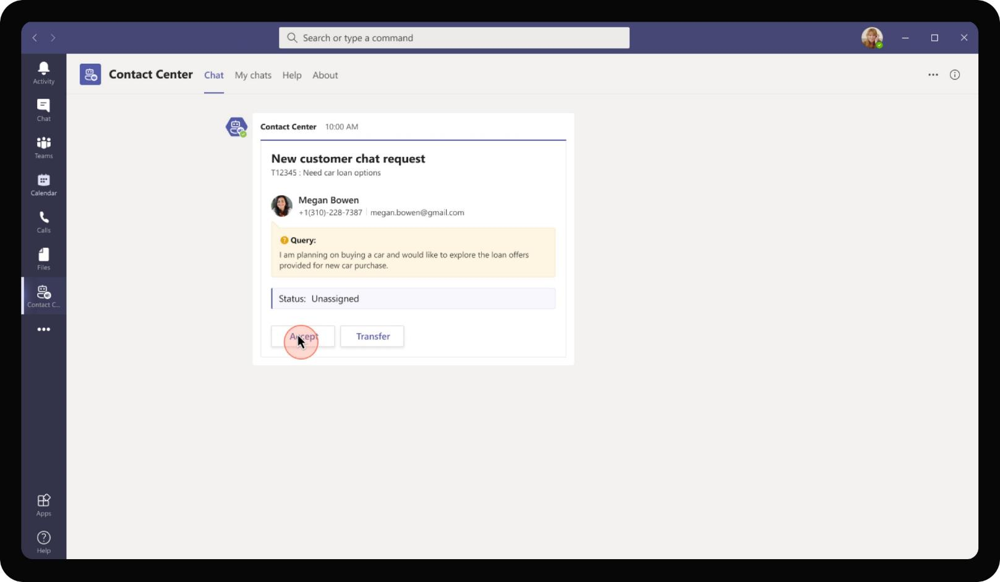 Search or type a command
Activity
Chat
Teams
Calendar
Calls
Files
Contact C...
Apps
Help
Contact Center Chat My chats Help About
Contact Center 10:00 AM
New customer chat request
T12345 : Need car loan options
Megan Bowen
+1(310)-228-7387 megan.bowen@gmail.com
? Query:
I am planning on buying a car and would like to explore the loan offers
provided for new car purchase.
Status: Unassigned
Accept Transfer